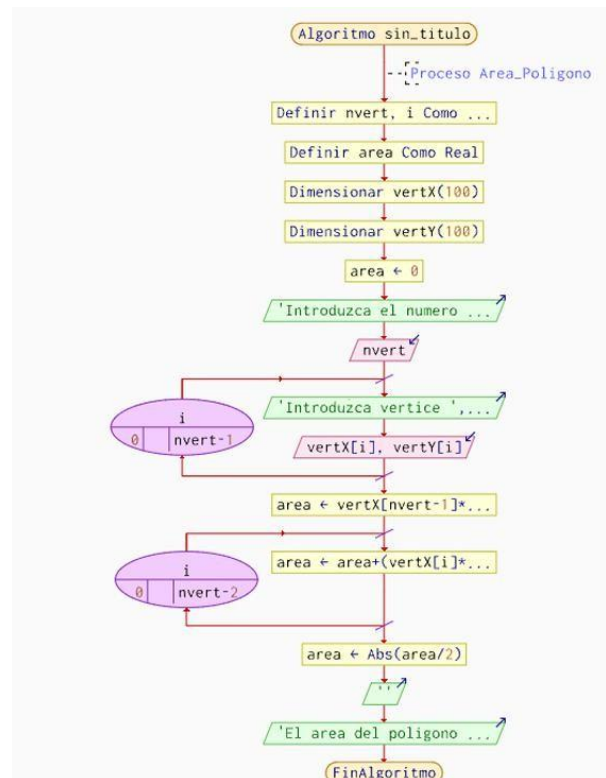 Algoritmo sin_titulo
Proceso Area_Poligono
Definir nvert, i Como ...
Definir area Como Real
Dimensionar vertX(100)
Dimensionar vertY(100)
area ← 0
'Introduzca el numero ...
nvert
i
0 nvert-1
'Introduzca vertice ',...
vertX[i], vertY[i]
area ← vertX[nvert-1]*...
i
0 nvert-2
area ← area+(vertX[i]*...
area ← Abs(area/2)
''
'El area del poligono ...
FinAlgoritmo